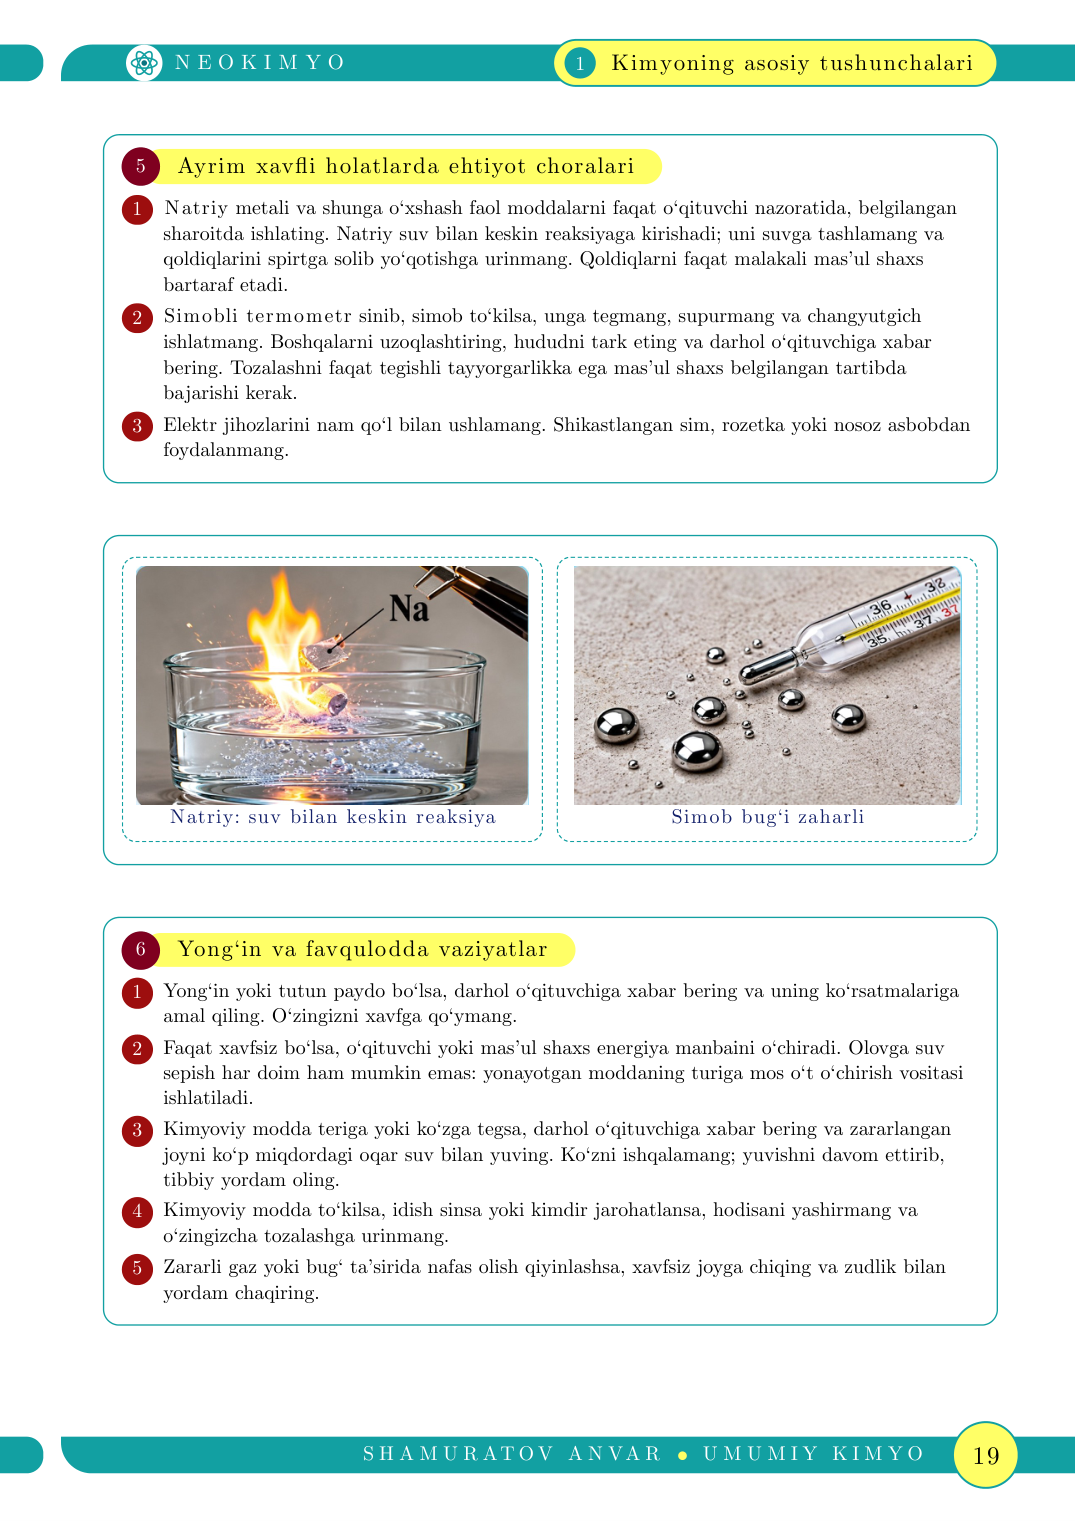 NEOKIMYO
1 Kimyoning asosiy tushunchalari
5 Ayrim xavfli holatlarda ehtiyot choralari
1 Natriy metali va shunga o‘xshash faol moddalarni faqat o‘qituvchi nazoratida, belgilangan
sharoitda ishlating. Natriy suv bilan keskin reaksiyaga kirishadi; uni suvga tashlamang va
qoldiqlarini spirtga solib yo‘qotishga urinmang. Qoldiqlarni faqat malakali mas’ul shaxs
bartaraf etadi.
2 Simobli termometr sinib, simob to‘kilsa, unga tegmang, supurmang va changyutgich
ishlatmang. Boshqalarni uzoqlashtiring, hududni tark eting va darhol o‘qituvchiga xabar
bering. Tozalashni faqat tegishli tayyorgarlikka ega mas’ul shaxs belgilangan tartibda
bajarishi kerak.
3 Elektr jihozlarini nam qo‘l bilan ushlamang. Shikastlangan sim, rozetka yoki nosoz asbobdan
foydalanmang.
Na
36 38
35 37 37
Natriy: suv bilan keskin reaksiya
Simob bug‘i zaharli
6 Yong‘in va favqulodda vaziyatlar
1 Yong‘in yoki tutun paydo bo‘lsa, darhol o‘qituvchiga xabar bering va uning ko‘rsatmalariga
amal qiling. O‘zingizni xavfga qo‘ymang.
2 Faqat xavfsiz bo‘lsa, o‘qituvchi yoki mas’ul shaxs energiya manbaini o‘chiradi. Olovga suv
sepish har doim ham mumkin emas: yonayotgan moddaning turiga mos o‘t o‘chirish vositasi
ishlatiladi.
3 Kimyoviy modda teriga yoki ko‘zga tegsa, darhol o‘qituvchiga xabar bering va zararlangan
joyni ko‘p miqdordagi oqar suv bilan yuving. Ko‘zni ishqalamang; yuvishni davom ettirib,
tibbiy yordam oling.
4 Kimyoviy modda to‘kilsa, idish sinsa yoki kimdir jarohatlansa, hodisani yashirmang va
o‘zingizcha tozalashga urinmang.
5 Zararli gaz yoki bug‘ ta’sirida nafas olish qiyinlashsa, xavfsiz joyga chiqing va zudlik bilan
yordam chaqiring.
SHAMURATOV ANVAR ● UMUMIY KIMYO
19